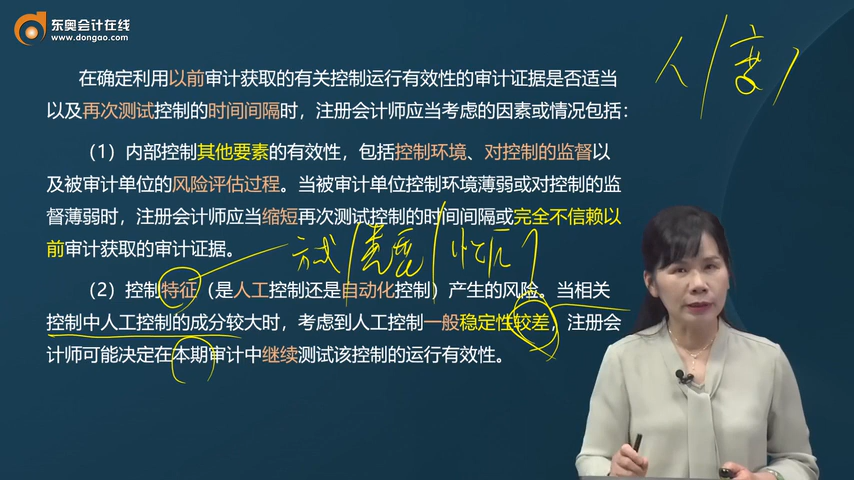 东奥会计在线
www.dongao.com
在确定利用以前审计获取的有关控制运行有效性的审计证据是否适当
以及再次测试控制的时间间隔时，注册会计师应当考虑的因素或情况包括：
（1）内部控制其他要素的有效性，包括控制环境、对控制的监督以
及被审计单位的风险评估过程。当被审计单位控制环境薄弱或对控制的监
督薄弱时，注册会计师应当缩短再次测试控制的时间间隔或完全不信赖以
前审计获取的审计证据。
（2）控制特征（是人工控制还是自动化控制）产生的风险。当相关
控制中人工控制的成分较大时，考虑到人工控制一般稳定性较差，注册会
计师可能决定在本期审计中继续测试该控制的运行有效性。